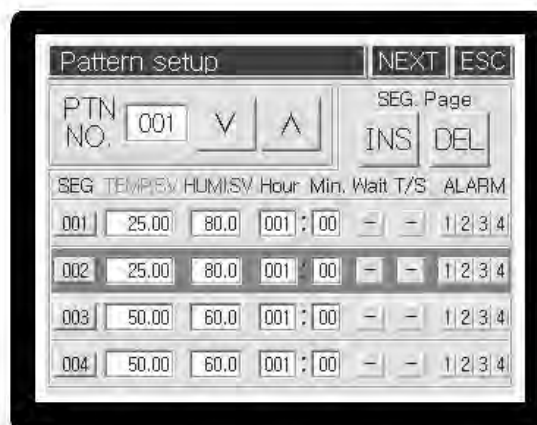 Pattern setup NEXT ESC
PTN NO. 001 V Λ
SEG. Page
INS DEL
SEG TEMP.SV HUMI.SV Hour Min. Wait T/S ALARM
001 25.00 80.0 001 : 00 - - 1 2 3 4
002 25.00 80.0 001 : 00 - - 1 2 3 4
003 50.00 60.0 001 : 00 - - 1 2 3 4
004 50.00 60.0 001 : 00 - - 1 2 3 4